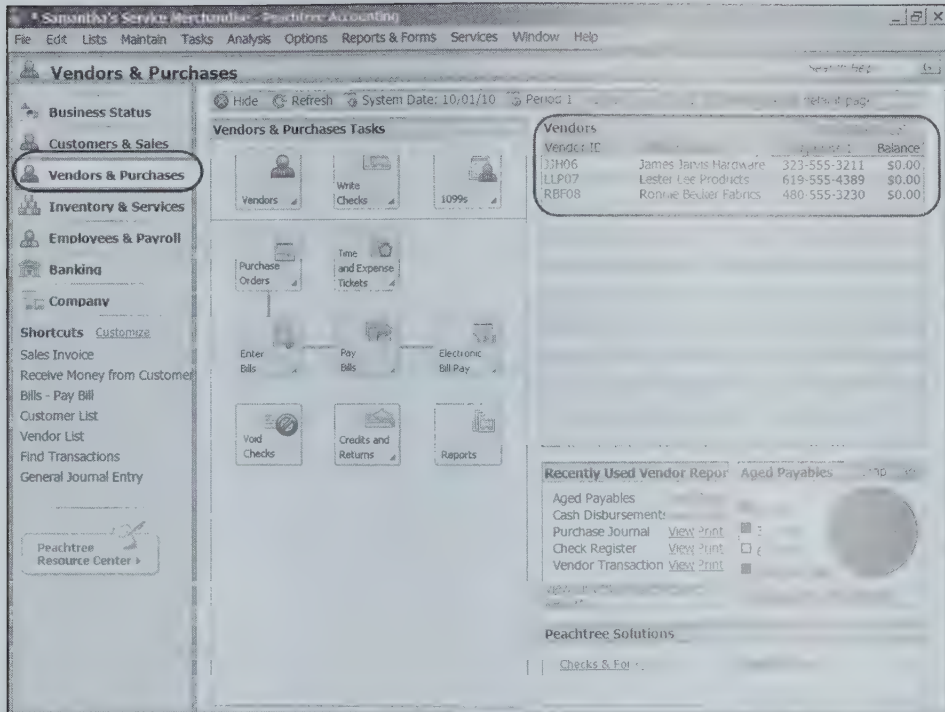 Samantha's Service Merchandise - Peachtree Accounting
File Edit Lists Maintain Tasks Analysis Options Reports & Forms Services Window Help
Vendors & Purchases
Business Status
Customers & Sales
Vendors & Purchases
Inventory & Services
Employees & Payroll
Banking
Company
Shortcuts Customize
Sales Invoice
Receive Money from Customer
Bills - Pay Bill
Customer List
Vendor List
Find Transactions
General Journal Entry
Peachtree
Resource Center
Hide Refresh System Date: 10/01/10 Period 1
Vendors & Purchases Tasks
Vendors
Write
Checks
1099s
Purchase
Orders
Time
and Expense
Tickets
Enter
Bills
Pay
Bills
Electronic
Bill Pay
Void
Checks
Credits and
Returns
Reports
Vendors
Vendor ID Balance
JJH06 James Jarvis Hardware 323-555-3211 $0.00
LLP07 Lester Lee Products 619-555-4389 $0.00
RBF08 Ronnie Becker Fabrics 480-555-3230 $0.00
Recently Used Vendor Repor
Aged Payables
Cash Disbursements
Purchase Journal View Print
Check Register View Print
Vendor Transaction View Print
Aged Payables
Peachtree Solutions
Checks &